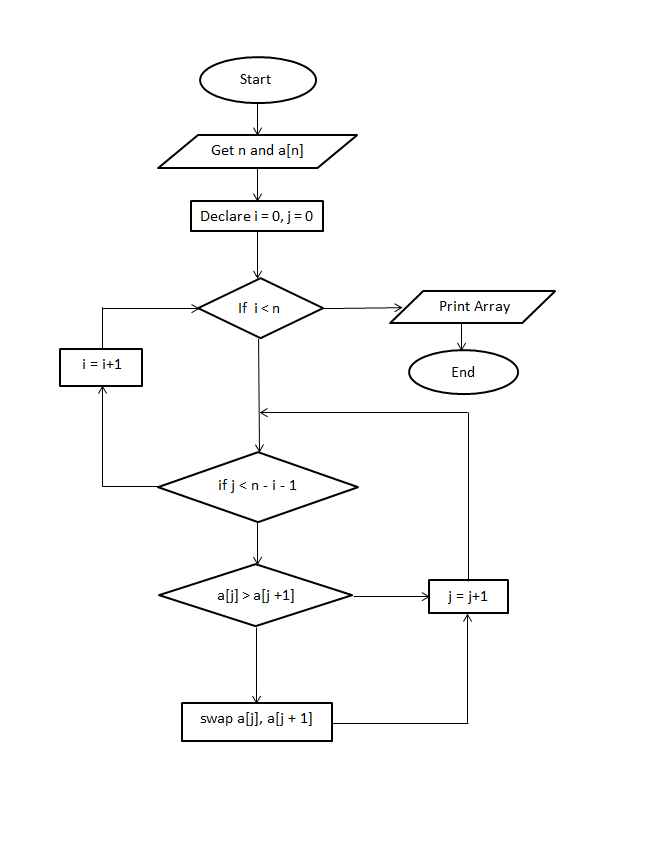 Start
Get n and a[n]
Declare i = 0, j = 0
If i < n
Print Array
i = i+1
End
if j < n - i - 1
a[j] > a[j +1]
j = j+1
swap a[j], a[j + 1]